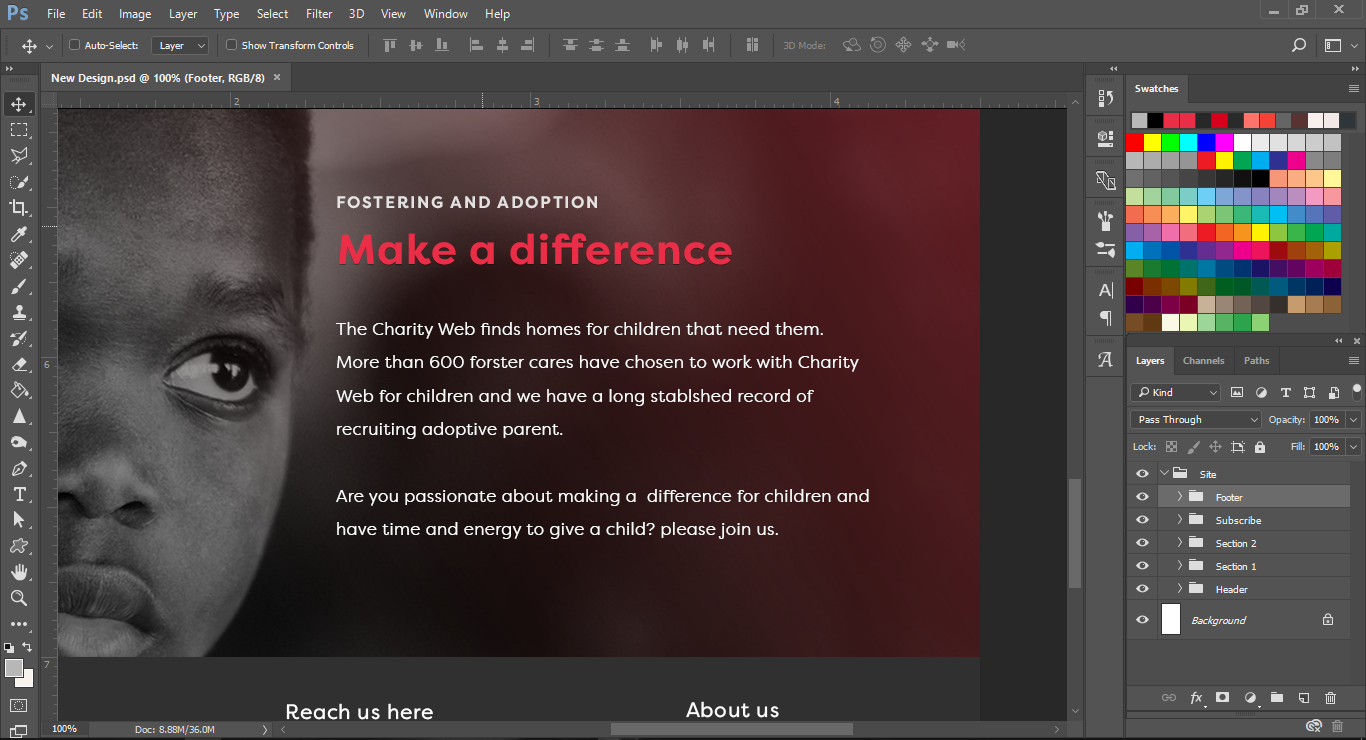 Ps File Edit Image Layer Type Select Filter 3D View Window Help
Auto-Select: Layer Show Transform Controls 3D Mode:
New Design.psd @ 100% (Footer, RGB/8) ×
2 3 4
6
7
FOSTERING AND ADOPTION
Make a difference
The Charity Web finds homes for children that need them.
More than 600 forster cares have chosen to work with Charity
Web for children and we have a long stablshed record of
recruiting adoptive parent.
Are you passionate about making a  difference for children and
have time and energy to give a child? please join us.
Reach us here About us
100% Doc: 8.88M/36.0M
Swatches
Layers Channels Paths
Kind
Pass Through Opacity: 100%
Lock: Fill: 100%
Site
Footer
Subscribe
Section 2
Section 1
Header
Background
fx